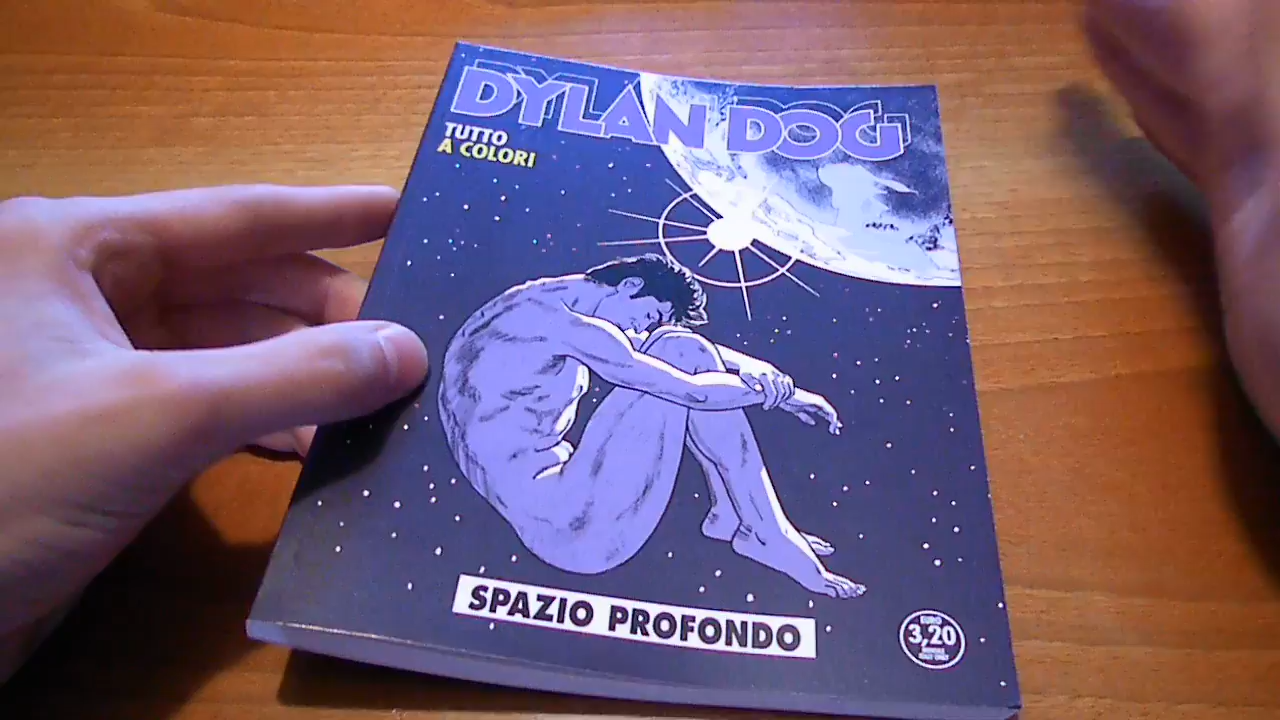 DYLAN DOG
TUTTO
A COLORI
SPAZIO PROFONDO
EURO
3,20